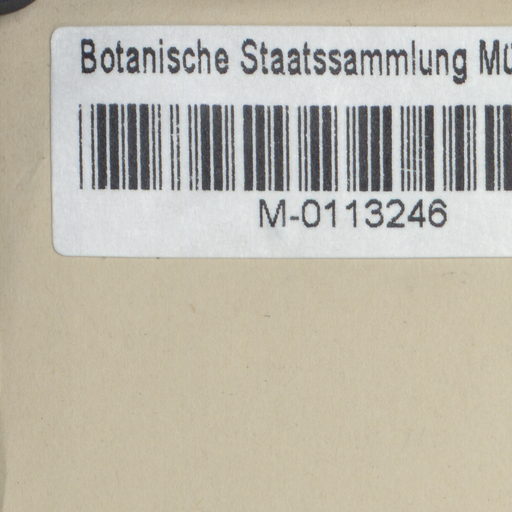 Botanische Staatssammlung Mü
M-0113246